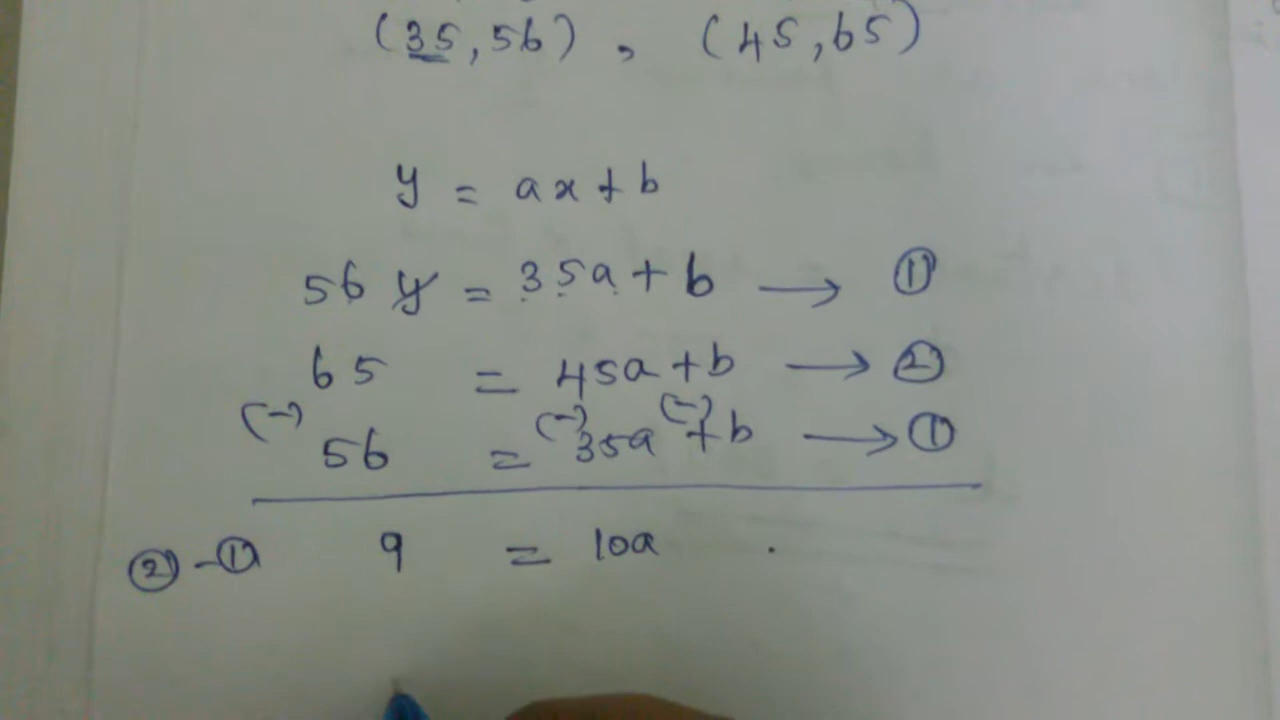 (35,56) , (45,65)
y = ax+b
56 y = 35a+b → ①
65 = 45a+b → ②
(-) (-) (-)
56 = 35a+b → ①
②-① 9 = 10a .